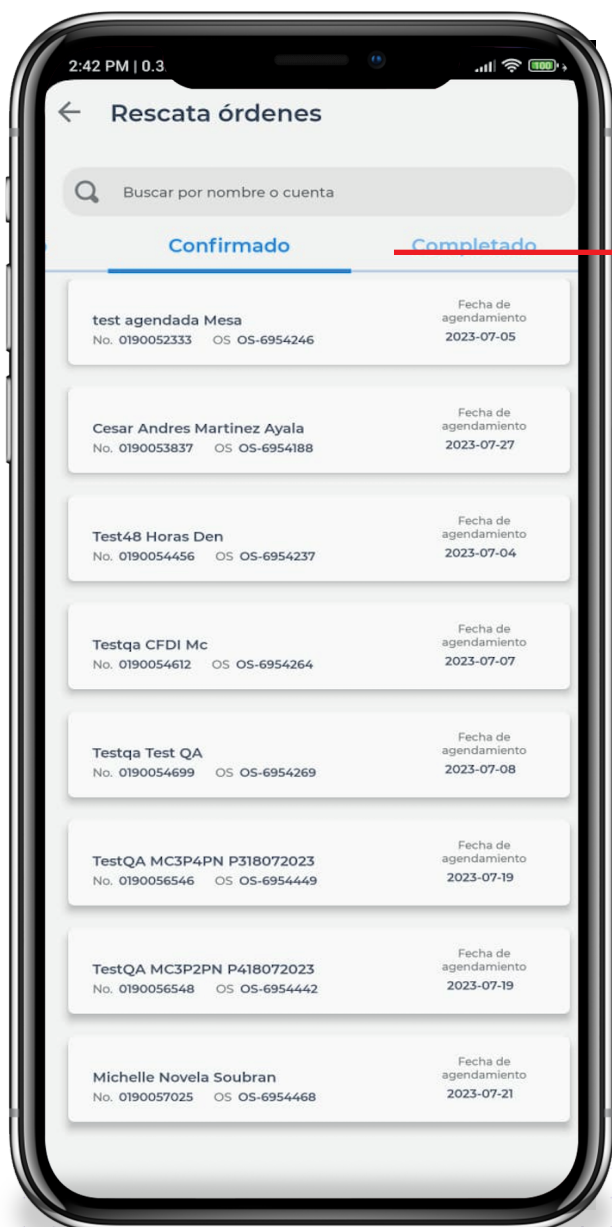 2:42 PM | 0.3
100
Rescata órdenes
Buscar por nombre o cuenta
Confirmado
Completado
test agendada Mesa
No. 0190052333 OS OS-6954246
Fecha de
agendamiento
2023-07-05
Cesar Andres Martinez Ayala
No. 0190053837 OS OS-6954188
Fecha de
agendamiento
2023-07-27
Test48 Horas Den
No. 0190054456 OS OS-6954237
Fecha de
agendamiento
2023-07-04
Testqa CFDI Mc
No. 0190054612 OS OS-6954264
Fecha de
agendamiento
2023-07-07
Testqa Test QA
No. 0190054699 OS OS-6954269
Fecha de
agendamiento
2023-07-08
TestQA MC3P4PN P318072023
No. 0190056546 OS OS-6954449
Fecha de
agendamiento
2023-07-19
TestQA MC3P2PN P418072023
No. 0190056548 OS OS-6954442
Fecha de
agendamiento
2023-07-19
Michelle Novela Soubran
No. 0190057025 OS OS-6954468
Fecha de
agendamiento
2023-07-21